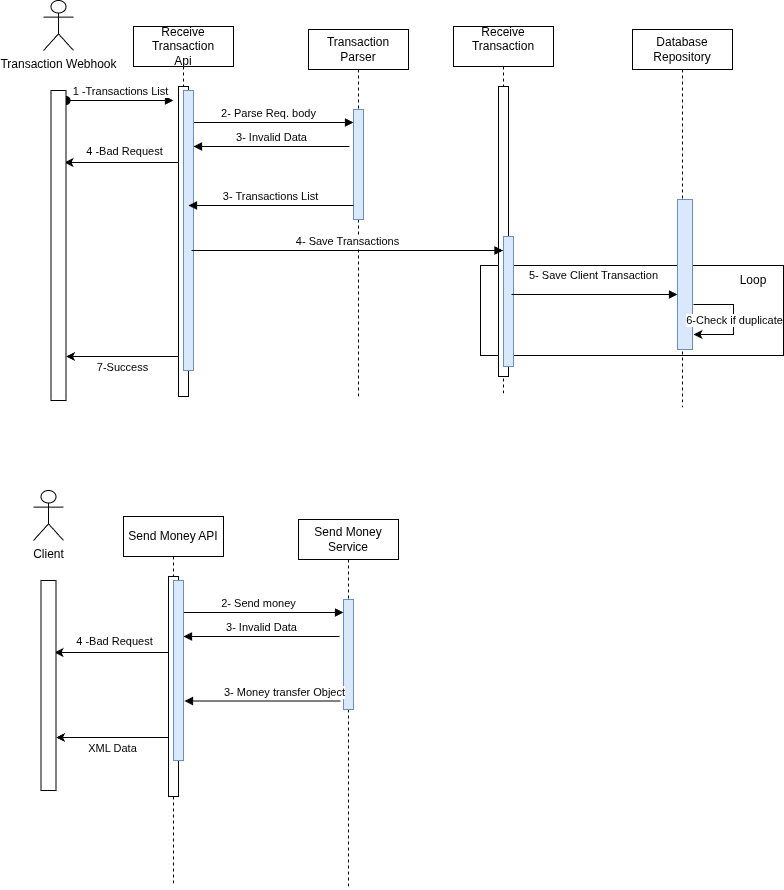 Transaction Webhook
Receive
Transaction
Api
Transaction
Parser
Receive
Transaction
Database
Repository
1 -Transactions List
2- Parse Req. body
3- Invalid Data
4 -Bad Request
3- Transactions List
4- Save Transactions
5- Save Client Transaction
Loop
6-Check if duplicate
7-Success
Client
Send Money API
Send Money
Service
2- Send money
3- Invalid Data
4 -Bad Request
3- Money transfer Object
XML Data